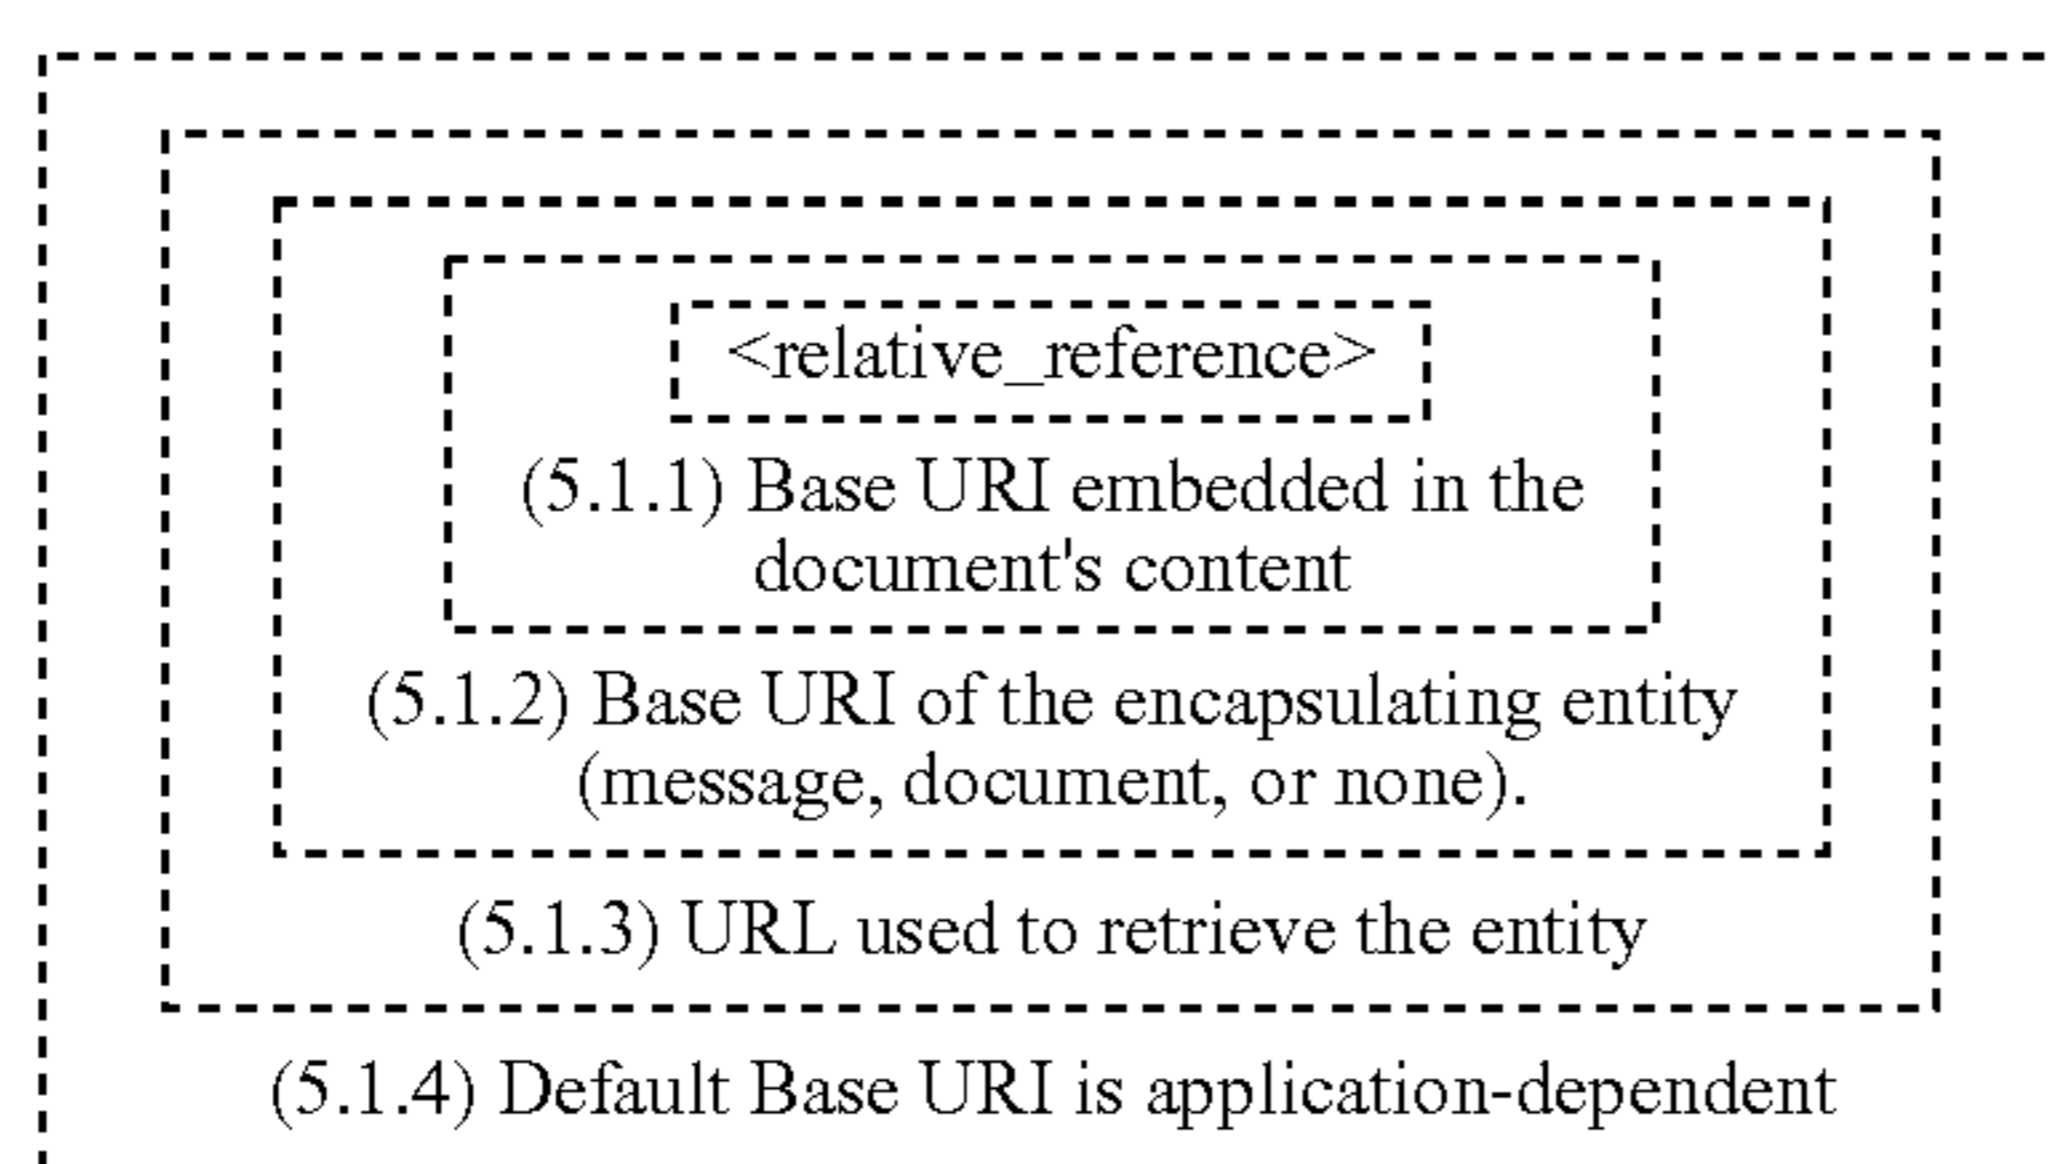 <relative_reference>
(5.1.1) Base URI embedded in the
document's content
(5.1.2) Base URI of the encapsulating entity
(message, document, or none).
(5.1.3) URL used to retrieve the entity
(5.1.4) Default Base URI is application-dependent